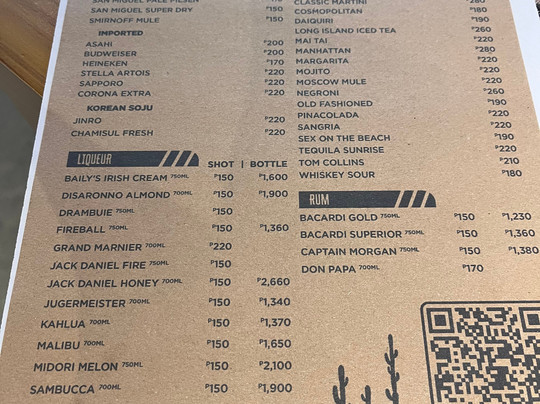 SAN MIGUEL PALE PILSEN
SAN MIGUEL SUPER DRY ₱150
SMIRNOFF MULE ₱150
IMPORTED
ASAHI ₱200
BUDWEISER ₱200
HEINEKEN ₱170
STELLA ARTOIS ₱220
SAPPORO ₱220
CORONA EXTRA ₱220
KOREAN SOJU
JINRO ₱220
CHAMISUL FRESH ₱220
LIQUEUR SHOT | BOTTLE
BAILY'S IRISH CREAM 750ML ₱150 ₱1,600
DISARONNO ALMOND 700ML ₱150 ₱1,900
DRAMBUIE 750ML ₱150
FIREBALL 750ML ₱150 ₱1,360
GRAND MARNIER 700ML ₱220
JACK DANIEL FIRE 750ML ₱150
JACK DANIEL HONEY 700ML ₱150 ₱2,660
JUGERMEISTER 700ML ₱150 ₱1,340
KAHLUA 700ML ₱150 ₱1,370
MALIBU 700ML ₱150 ₱1,650
MIDORI MELON 750ML ₱150 ₱2,100
SAMBUCCA 700ML ₱150 ₱1,900
CLASSIC MARTINI ₱280
COSMOPOLITAN ₱180
DAIQUIRI ₱190
LONG ISLAND ICED TEA ₱260
MAI TAI ₱220
MANHATTAN ₱280
MARGARITA ₱220
MOJITO ₱220
MOSCOW MULE ₱220
NEGRONI ₱260
OLD FASHIONED ₱190
PINACOLADA ₱220
SANGRIA ₱220
SEX ON THE BEACH ₱190
TEQUILA SUNRISE ₱220
TOM COLLINS ₱210
WHISKEY SOUR ₱180
RUM
BACARDI GOLD 750ML ₱150 ₱1,230
BACARDI SUPERIOR 750ML ₱150 ₱1,360
CAPTAIN MORGAN 750ML ₱150 ₱1,380
DON PAPA 700ML ₱170